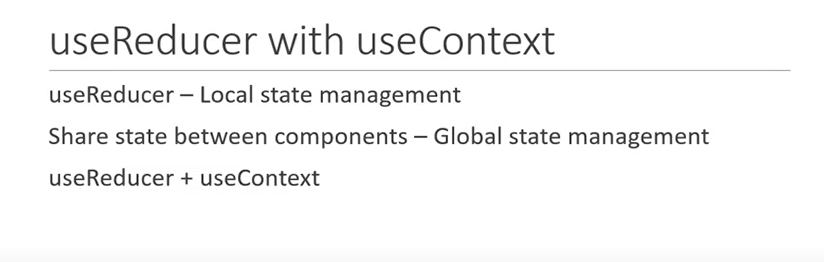 useReducer with useContext
useReducer – Local state management
Share state between components – Global state management
useReducer + useContext